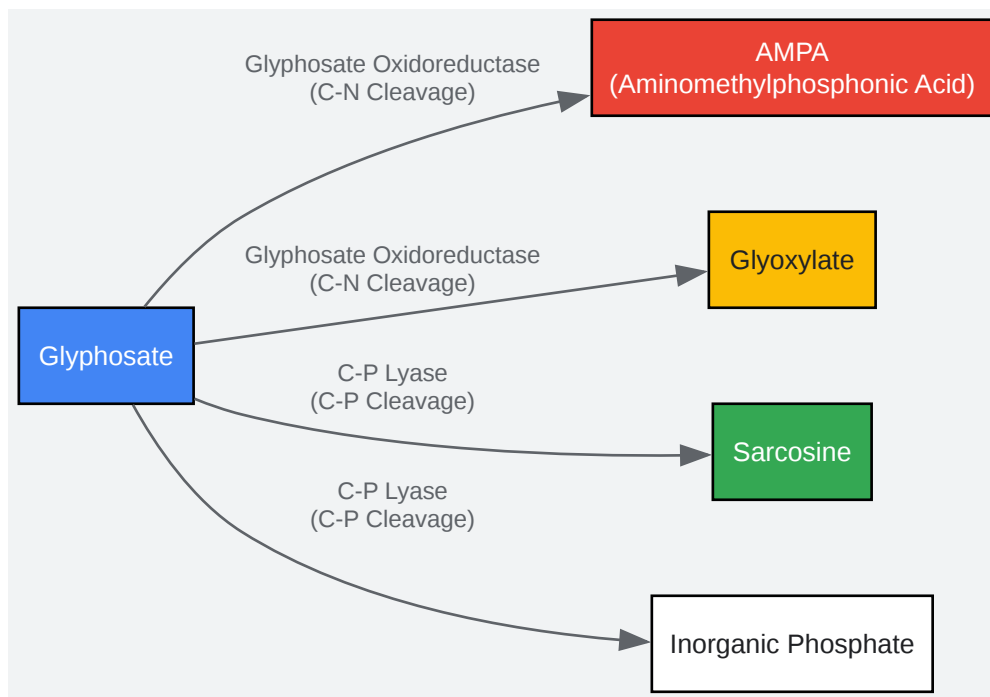 Glyphosate Oxidoreductase
(C-N Cleavage)
AMPA
(Aminomethylphosphonic Acid)
Glyphosate Oxidoreductase
(C-N Cleavage)
Glyoxylate
Glyphosate
C-P Lyase
(C-P Cleavage)
Sarcosine
C-P Lyase
(C-P Cleavage)
Inorganic Phosphate